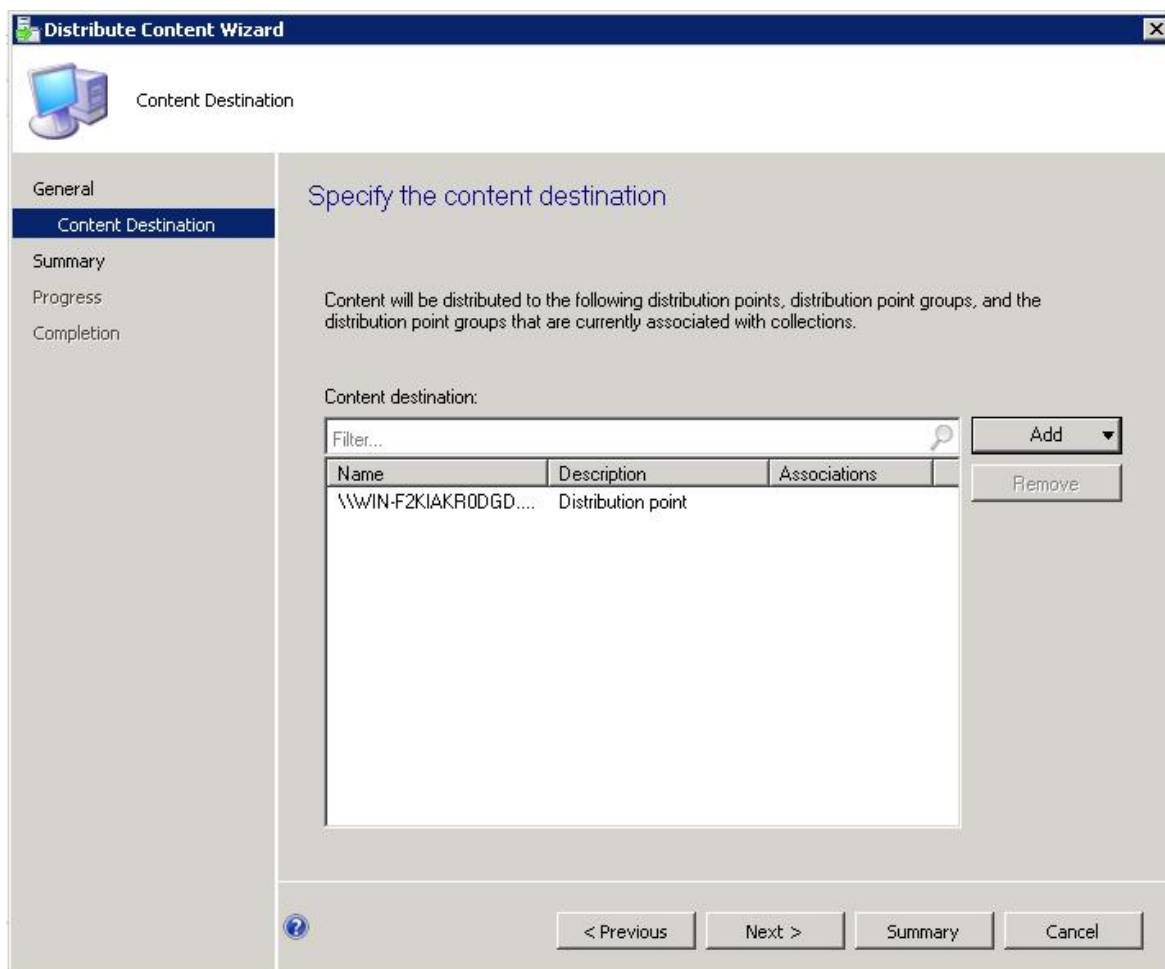 Distribute Content Wizard
Content Destination
General
Content Destination
Summary
Progress
Completion
Specify the content destination
Content will be distributed to the following distribution points, distribution point groups, and the
distribution point groups that are currently associated with collections.
Content destination:
Filter...
Add
Name Description Associations
Remove
\\WIN-F2KIAKR0DGD.... Distribution point
< Previous Next > Summary Cancel